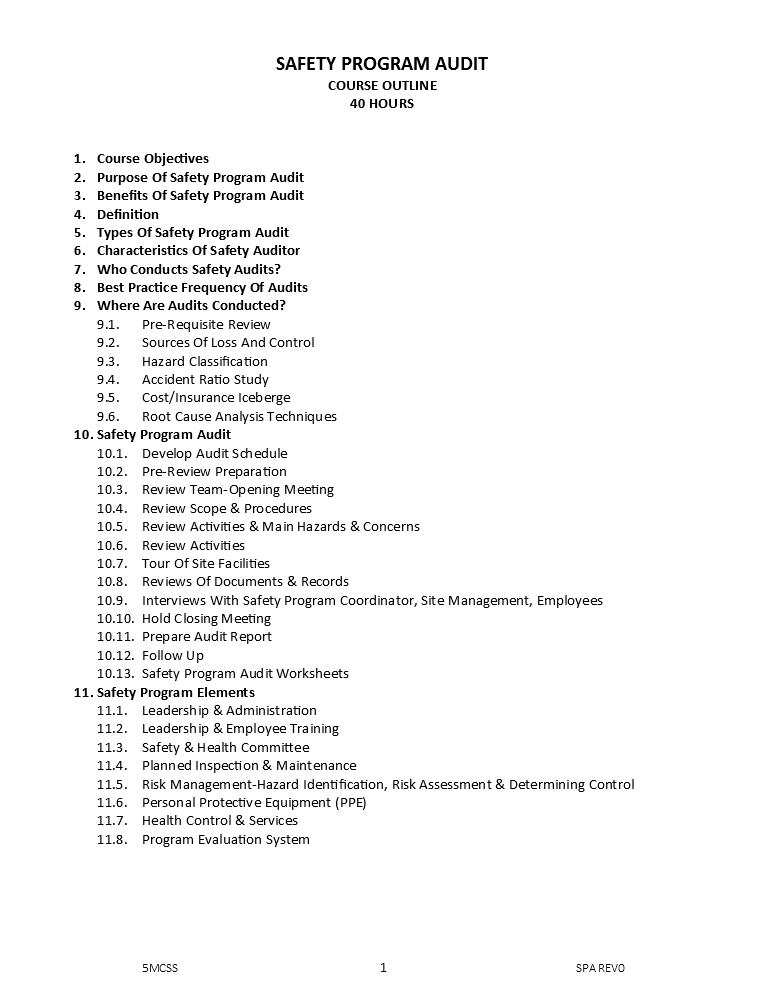 SAFETY PROGRAM AUDIT
COURSE OUTLINE
40 HOURS
1. Course Objectives
2. Purpose Of Safety Program Audit
3. Benefits Of Safety Program Audit
4. Definition
5. Types Of Safety Program Audit
6. Characteristics Of Safety Auditor
7. Who Conducts Safety Audits?
8. Best Practice Frequency Of Audits
9. Where Are Audits Conducted?
9.1. Pre-Requisite Review
9.2. Sources Of Loss And Control
9.3. Hazard Classification
9.4. Accident Ratio Study
9.5. Cost/Insurance Iceberge
9.6. Root Cause Analysis Techniques
10. Safety Program Audit
10.1. Develop Audit Schedule
10.2. Pre-Review Preparation
10.3. Review Team-Opening Meeting
10.4. Review Scope & Procedures
10.5. Review Activities & Main Hazards & Concerns
10.6. Review Activities
10.7. Tour Of Site Facilities
10.8. Reviews Of Documents & Records
10.9. Interviews With Safety Program Coordinator, Site Management, Employees
10.10. Hold Closing Meeting
10.11. Prepare Audit Report
10.12. Follow Up
10.13. Safety Program Audit Worksheets
11. Safety Program Elements
11.1. Leadership & Administration
11.2. Leadership & Employee Training
11.3. Safety & Health Committee
11.4. Planned Inspection & Maintenance
11.5. Risk Management-Hazard Identification, Risk Assessment & Determining Control
11.6. Personal Protective Equipment (PPE)
11.7. Health Control & Services
11.8. Program Evaluation System
5MCSS 1 SPA REV0